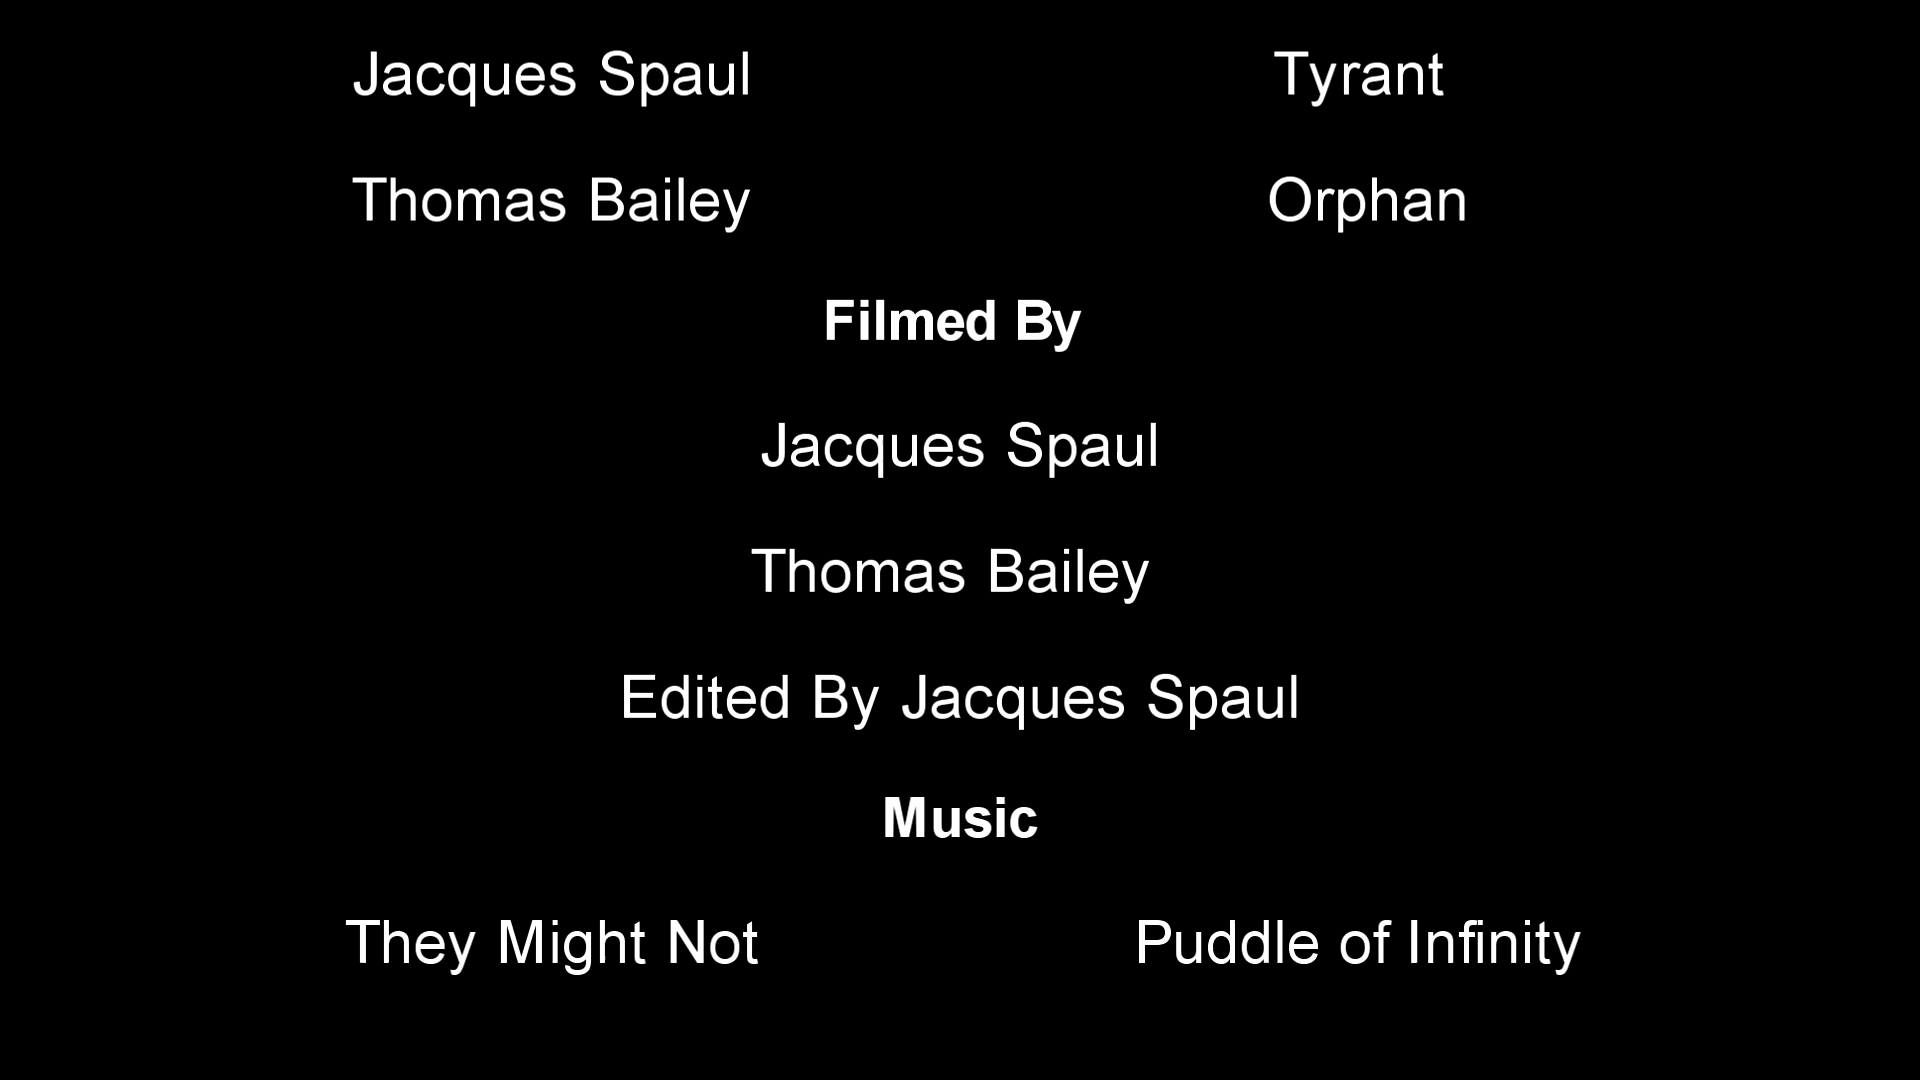 Jacques Spaul Tyrant
Thomas Bailey Orphan
Filmed By
Jacques Spaul
Thomas Bailey
Edited By Jacques Spaul
Music
They Might Not Puddle of Infinity